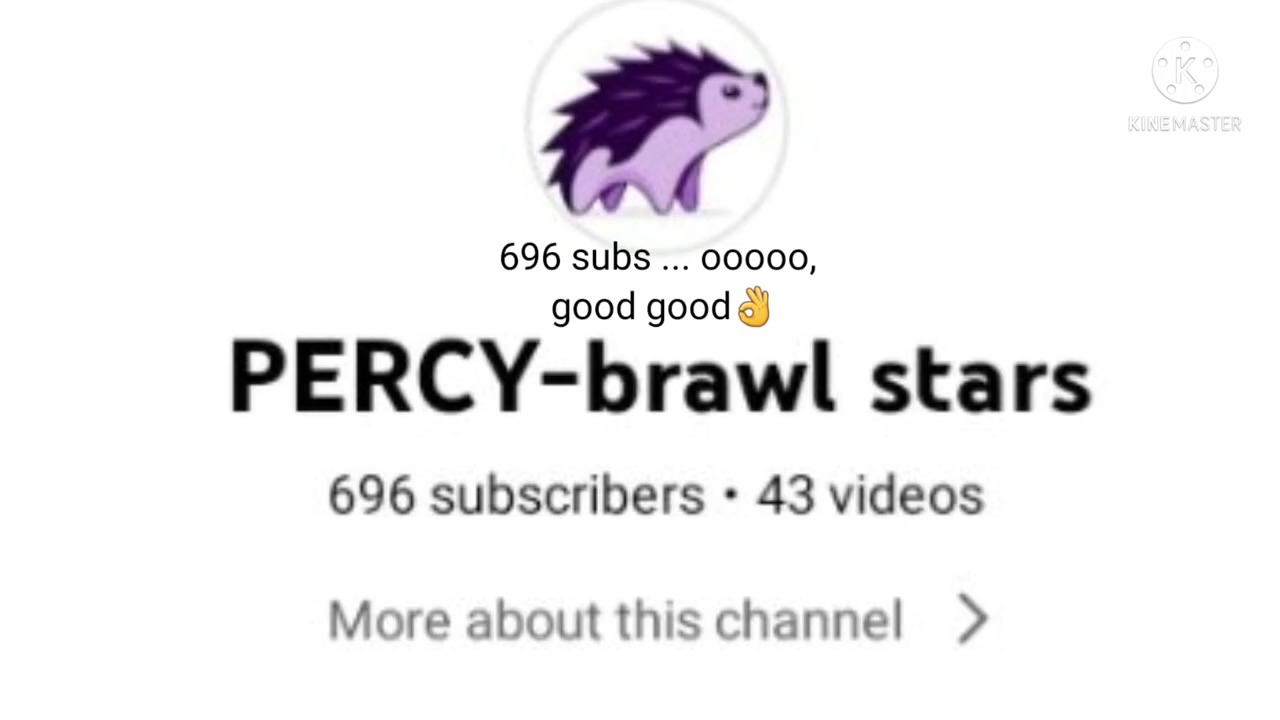 KINEMASTER
696 subs ... ooooo,
good good👌
PERCY-brawl stars
696 subscribers • 43 videos
More about this channel >